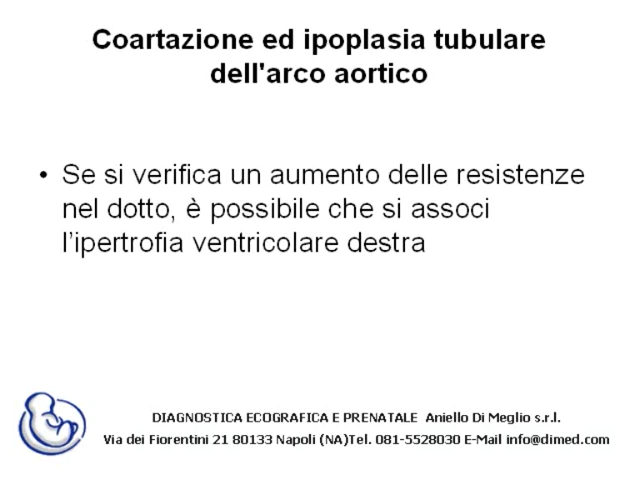 Coartazione ed ipoplasia tubulare
dell'arco aortico
• Se si verifica un aumento delle resistenze
nel dotto, è possibile che si associ
l'ipertrofia ventricolare destra
DIAGNOSTICA ECOGRAFICA E PRENATALE Aniello Di Meglio s.r.l.
Via dei Fiorentini 21 80133 Napoli (NA)Tel. 081-5528030 E-Mail info@dimed.com